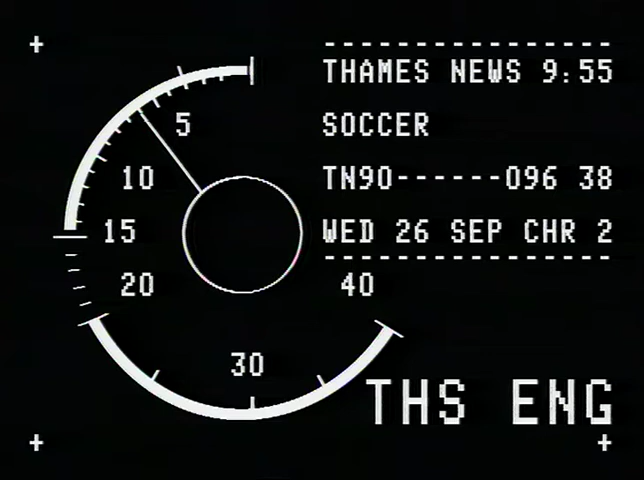 THAMES NEWS 9:55
SOCCER
TN90------096 38
WED 26 SEP CHR 2
5
10
15
20
30
40
THS ENG